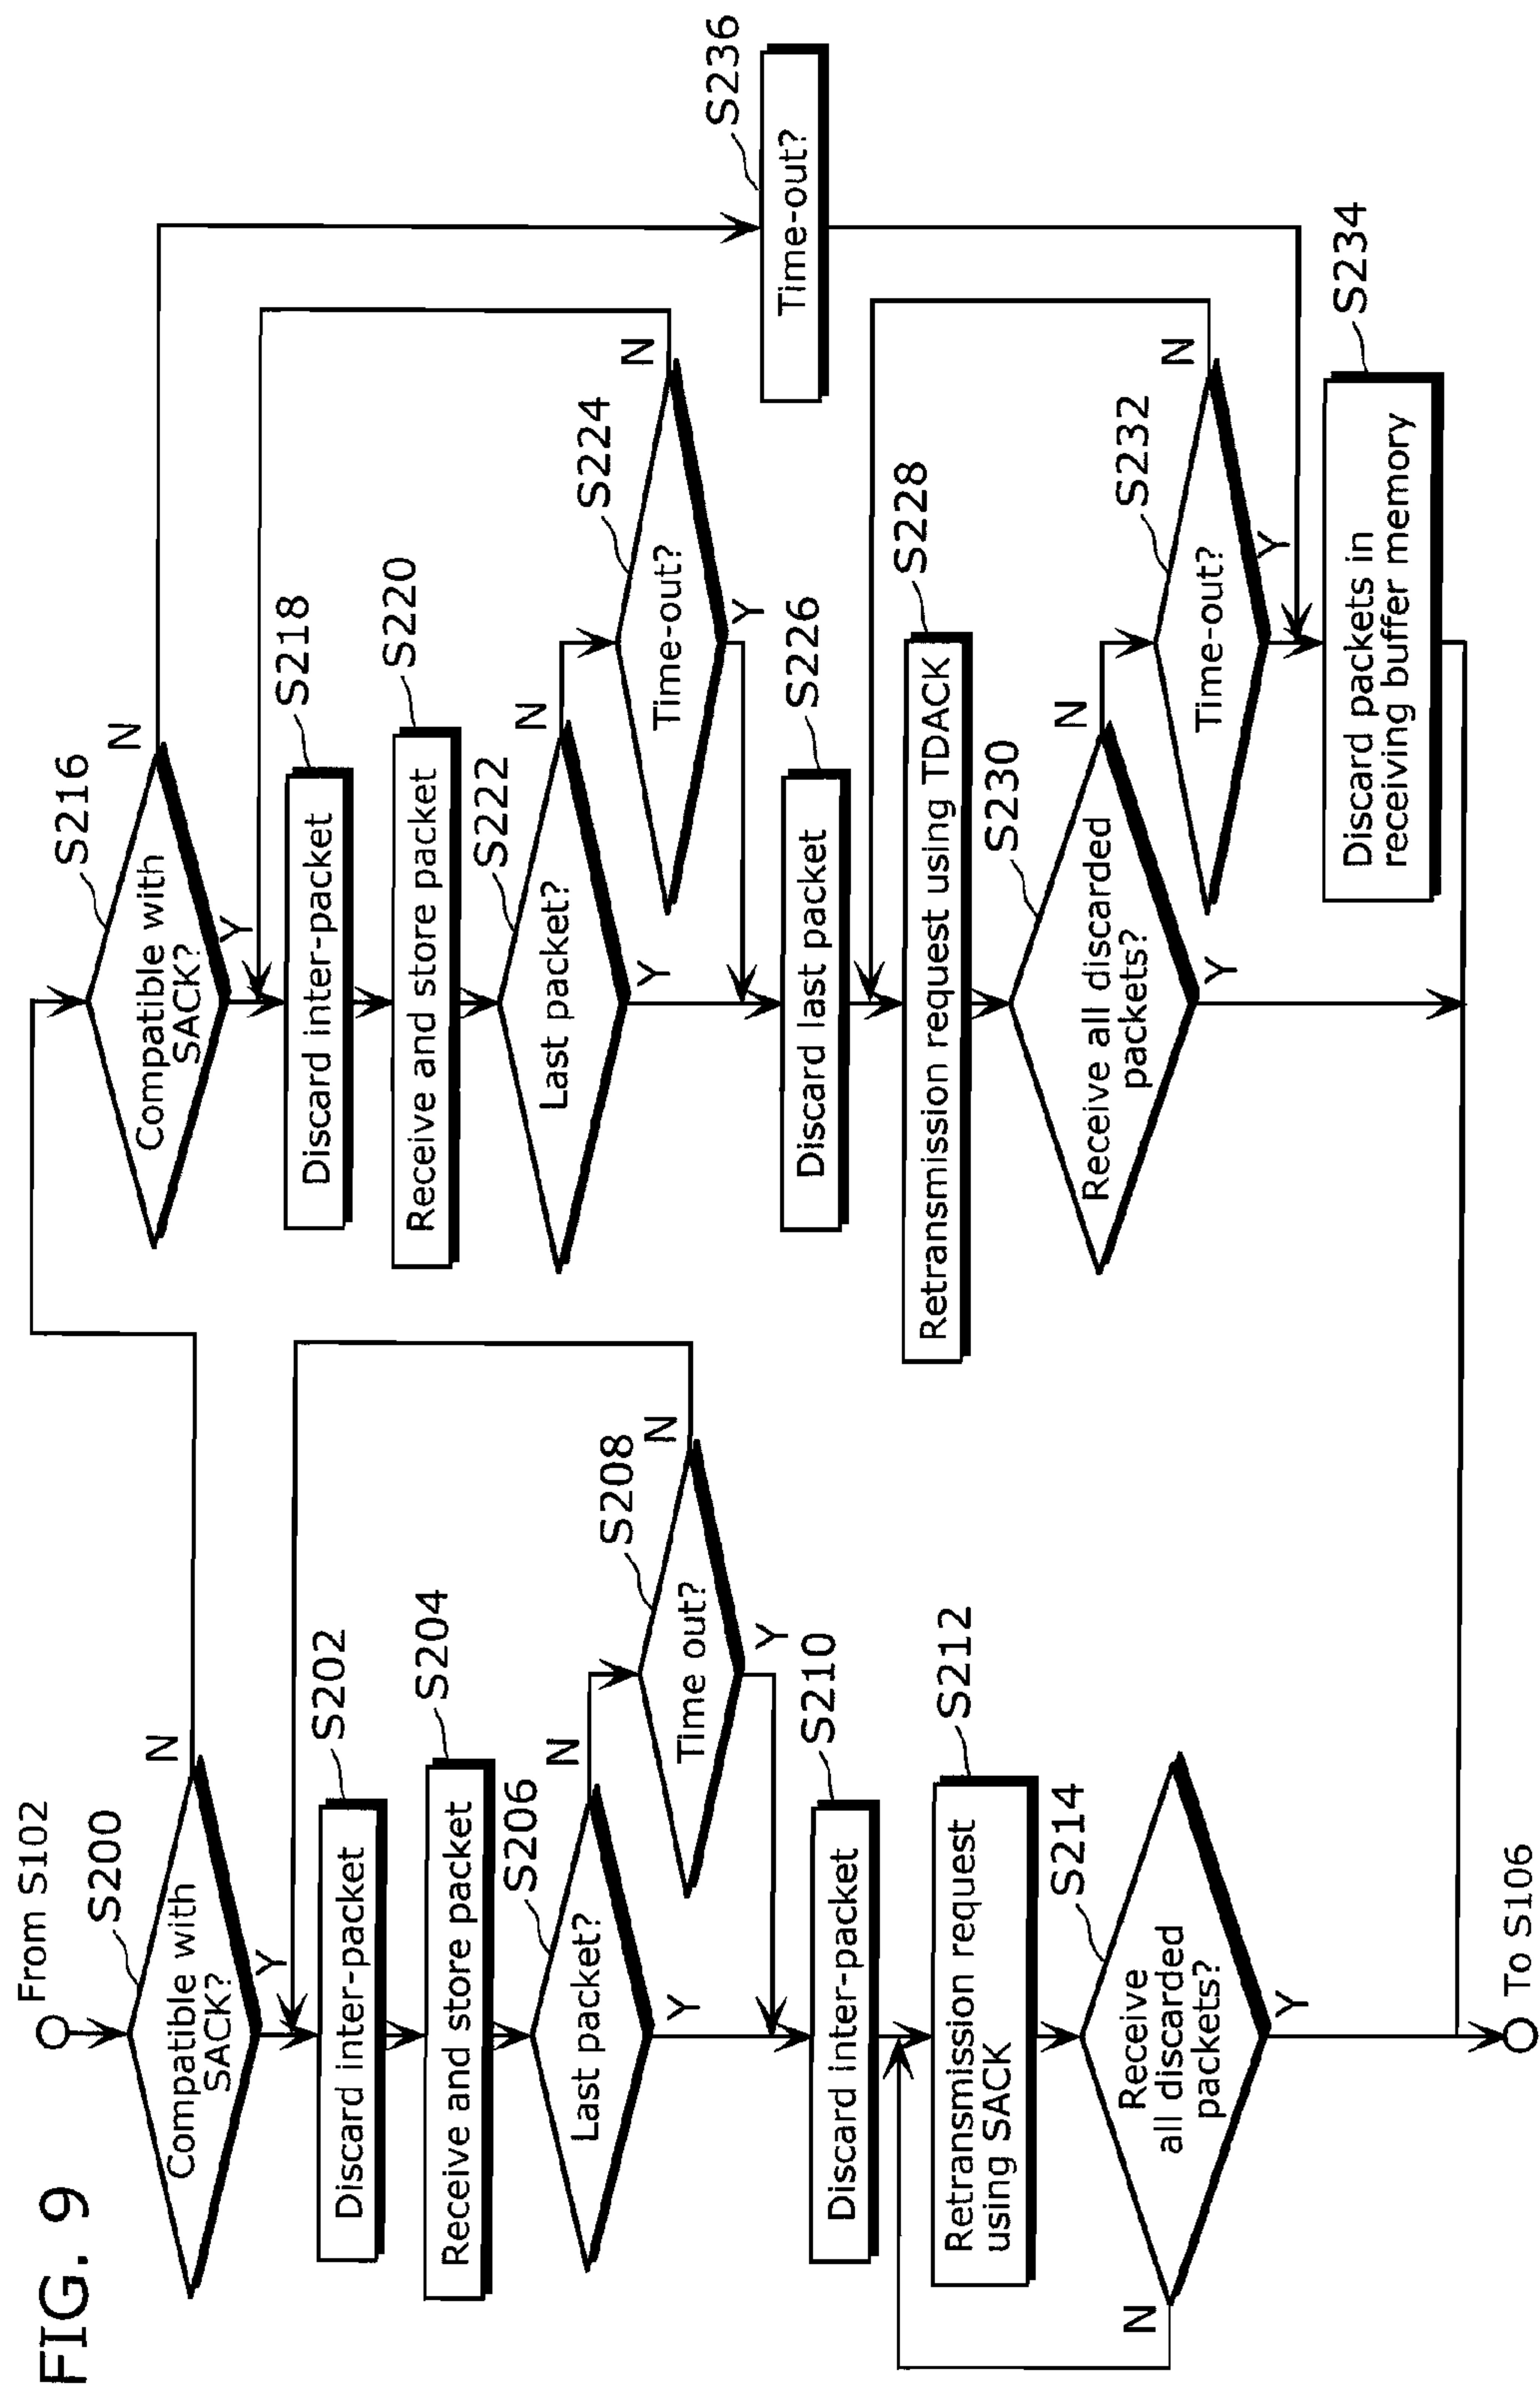 FIG. 9
From S102
S200
Compatible with
SACK?
N
Y
S202
Discard inter-packet
S204
Receive and store packet
S206
Last packet?
N
Y
S208
Time out?
N
Y
S210
Discard inter-packet
S212
Retransmission request
using SACK
S214
Receive
all discarded
packets?
N
Y
To S106
S216
Compatible with
SACK?
N
Y
S218
Discard inter-packet
S220
Receive and store packet
S222
Last packet?
N
Y
S224
Time-out?
N
Y
S226
Discard last packet
S228
Retransmission request using TDACK
S230
Receive all discarded
packets?
N
Y
S232
Time-out?
N
Y
S234
Discard packets in
receiving buffer memory
S236
Time-out?